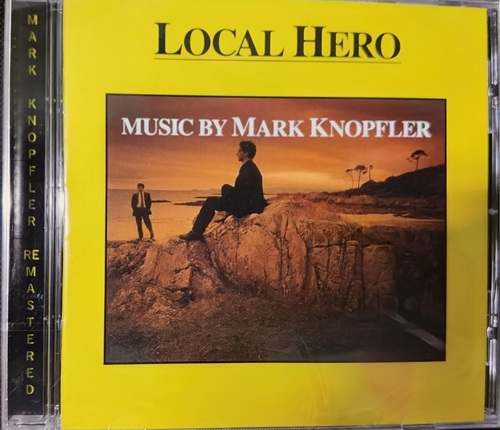 LOCAL HERO
MUSIC BY MARK KNOPFLER
MARK KNOPFLER REMASTERED